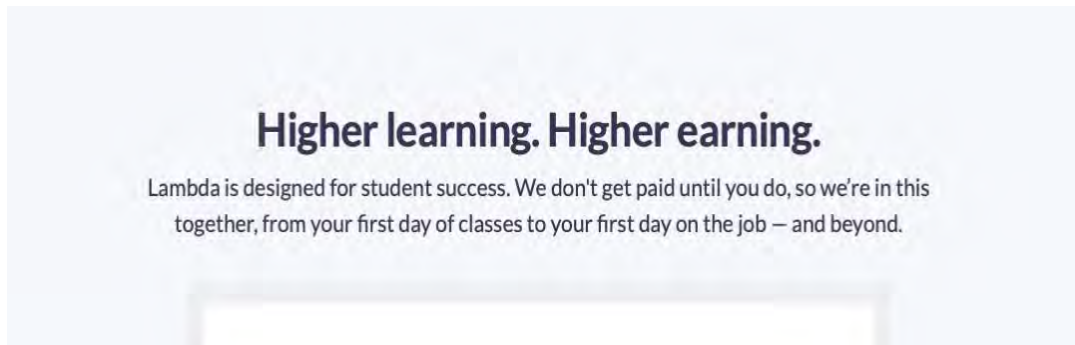 Higher learning. Higher earning.
Lambda is designed for student success. We don't get paid until you do, so we're in this
together, from your first day of classes to your first day on the job — and beyond.